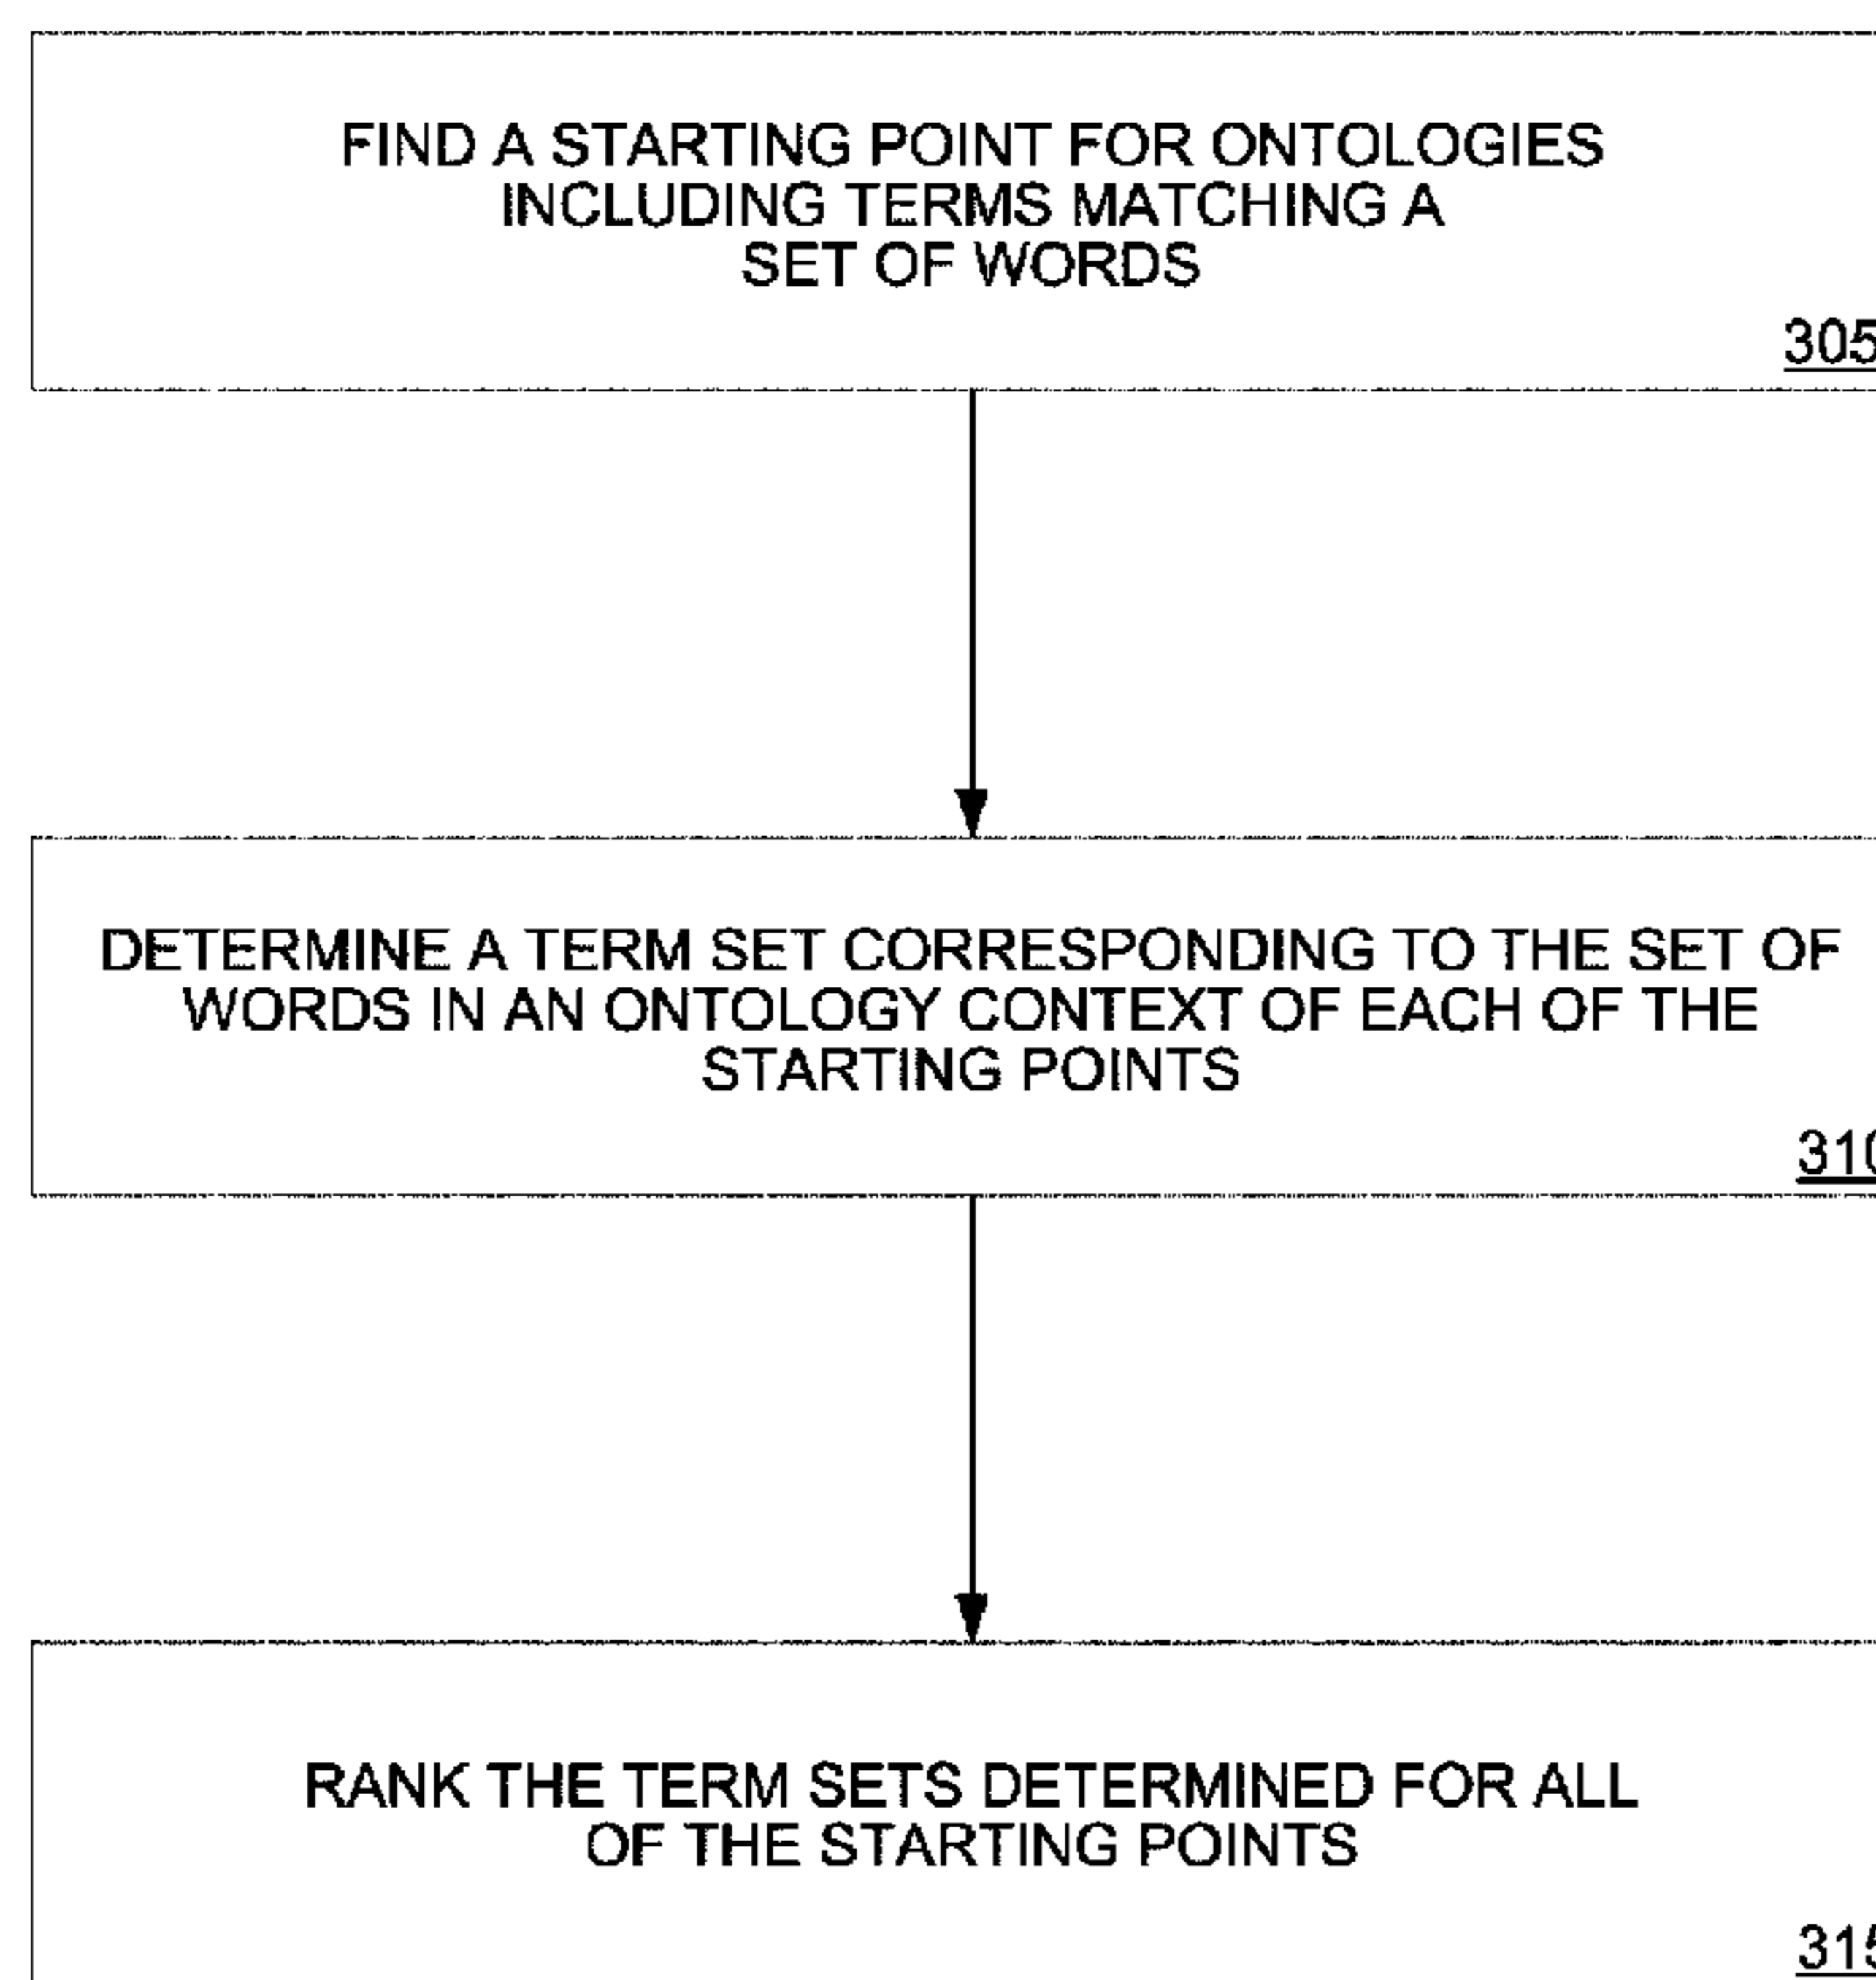 FIND A STARTING POINT FOR ONTOLOGIES
INCLUDING TERMS MATCHING A
SET OF WORDS
305
DETERMINE A TERM SET CORRESPONDING TO THE SET OF
WORDS IN AN ONTOLOGY CONTEXT OF EACH OF THE
STARTING POINTS
310
RANK THE TERM SETS DETERMINED FOR ALL
OF THE STARTING POINTS
315